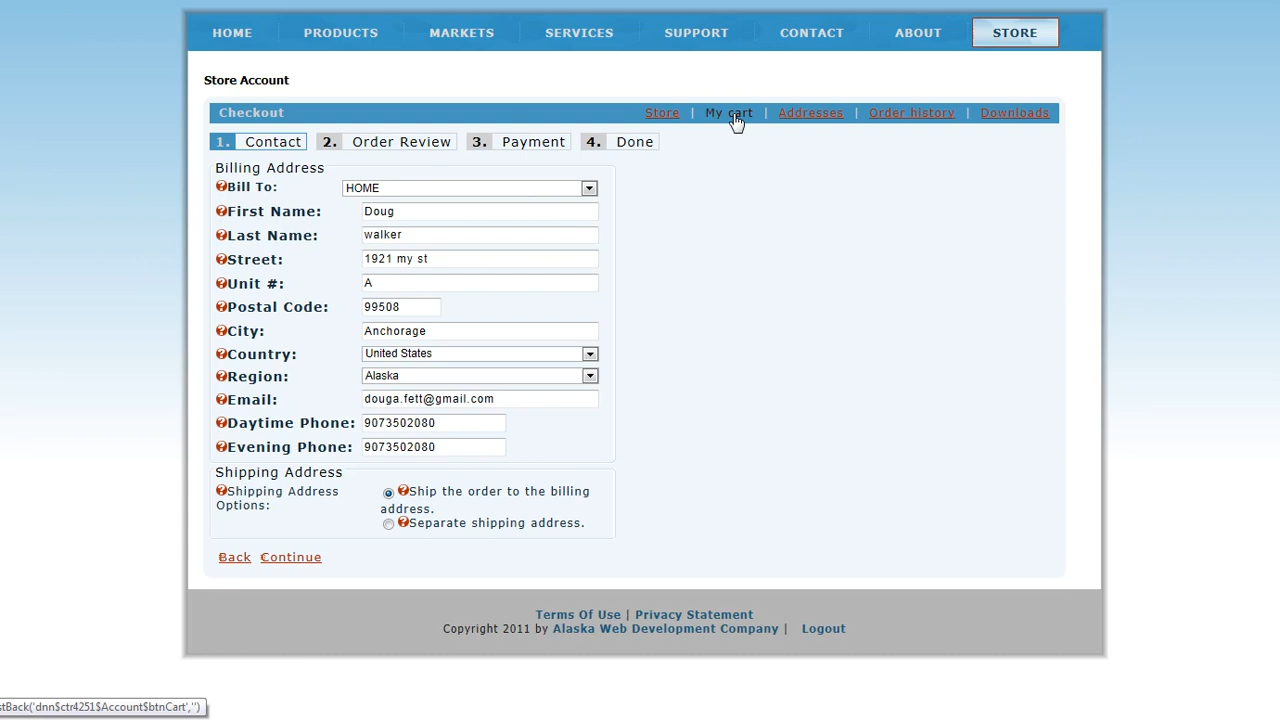 HOME PRODUCTS MARKETS SERVICES SUPPORT CONTACT ABOUT STORE
Store Account
Checkout Store | My cart | Addresses | Order history | Downloads
1. Contact 2. Order Review 3. Payment 4. Done
Billing Address
Bill To: HOME
First Name: Doug
Last Name: walker
Street: 1921 my st
Unit #: A
Postal Code: 99508
City: Anchorage
Country: United States
Region: Alaska
Email: douga.fett@gmail.com
Daytime Phone: 9073502080
Evening Phone: 9073502080
Shipping Address
Shipping Address Ship the order to the billing
Options: address.
Separate shipping address.
Back Continue
Terms Of Use | Privacy Statement
Copyright 2011 by Alaska Web Development Company | Logout
stBack('dnn$ctr4251$Account$btnCart','')